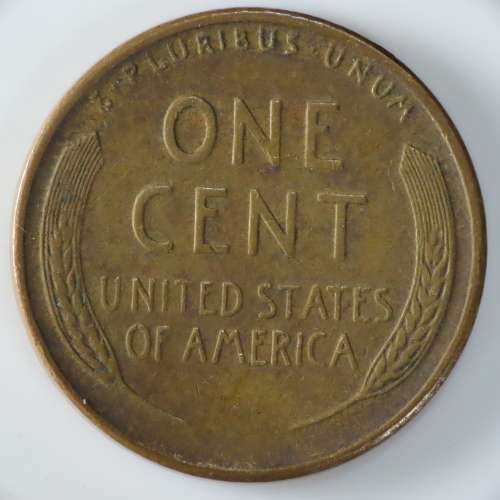 E·PLURIBUS·UNUM
ONE
CENT
UNITED STATES
OF AMERICA